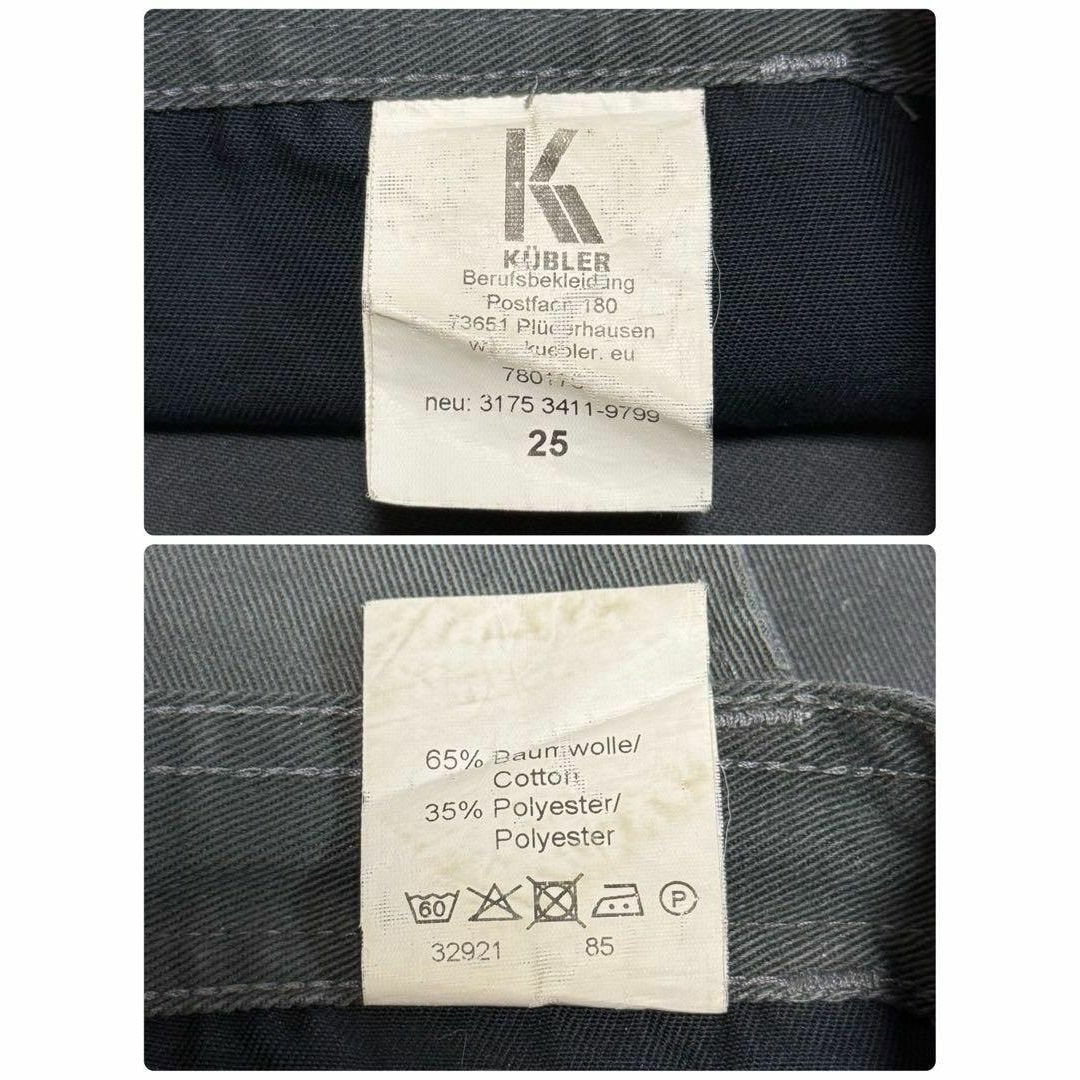 K
KÜBLER
Berufsbekleidung
Postfach 180
73651 Plüderhausen
www.kuebler.eu
neu: 3175 3411-9799
25
65% Baumwolle/
Cotton
35% Polyester/
Polyester
60 P
32921 85